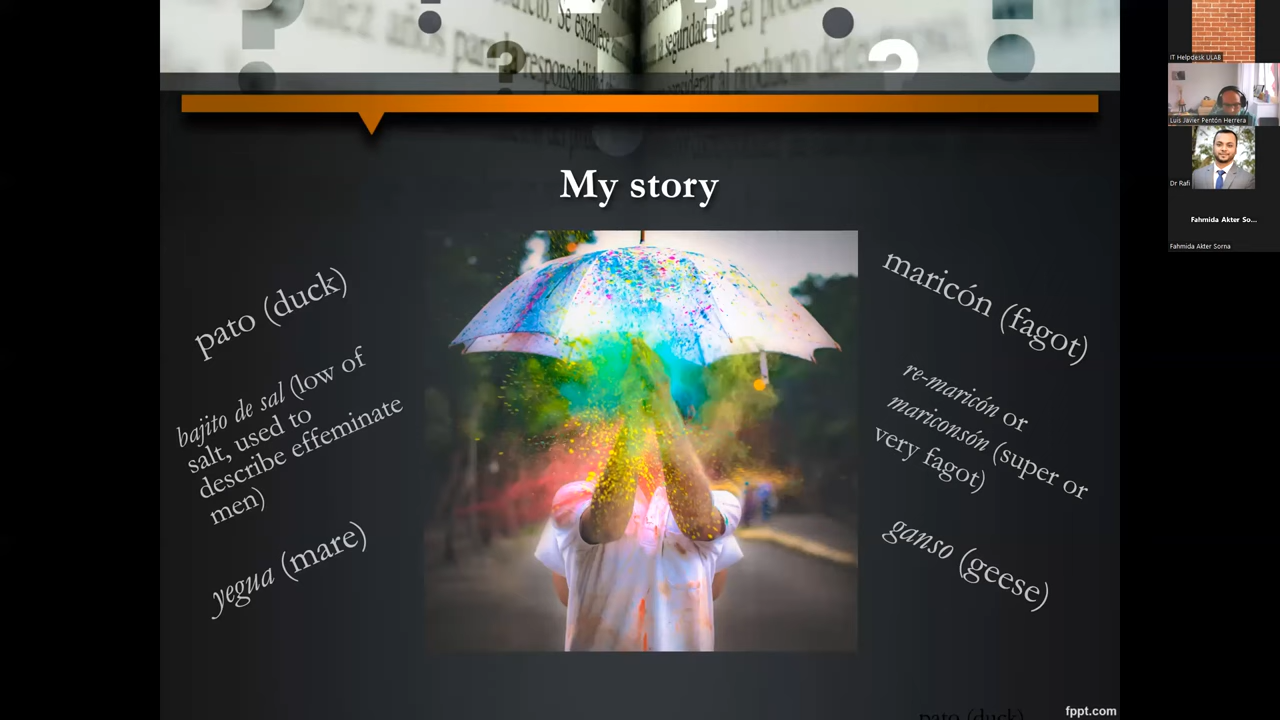 My story
pato (duck)
bajito de sal (low of
salt, used to
describe effeminate
men)
yegua (mare)
maricón (fagot)
re-maricón or
mariconsón (super or
very fagot)
ganso (geese)
pato (duck)
fppt.com
IT Helpdesk ULAB
Luis Javier Pentón Herrera
Dr Rafi
Fahmida Akter So...
Fahmida Akter Sorna